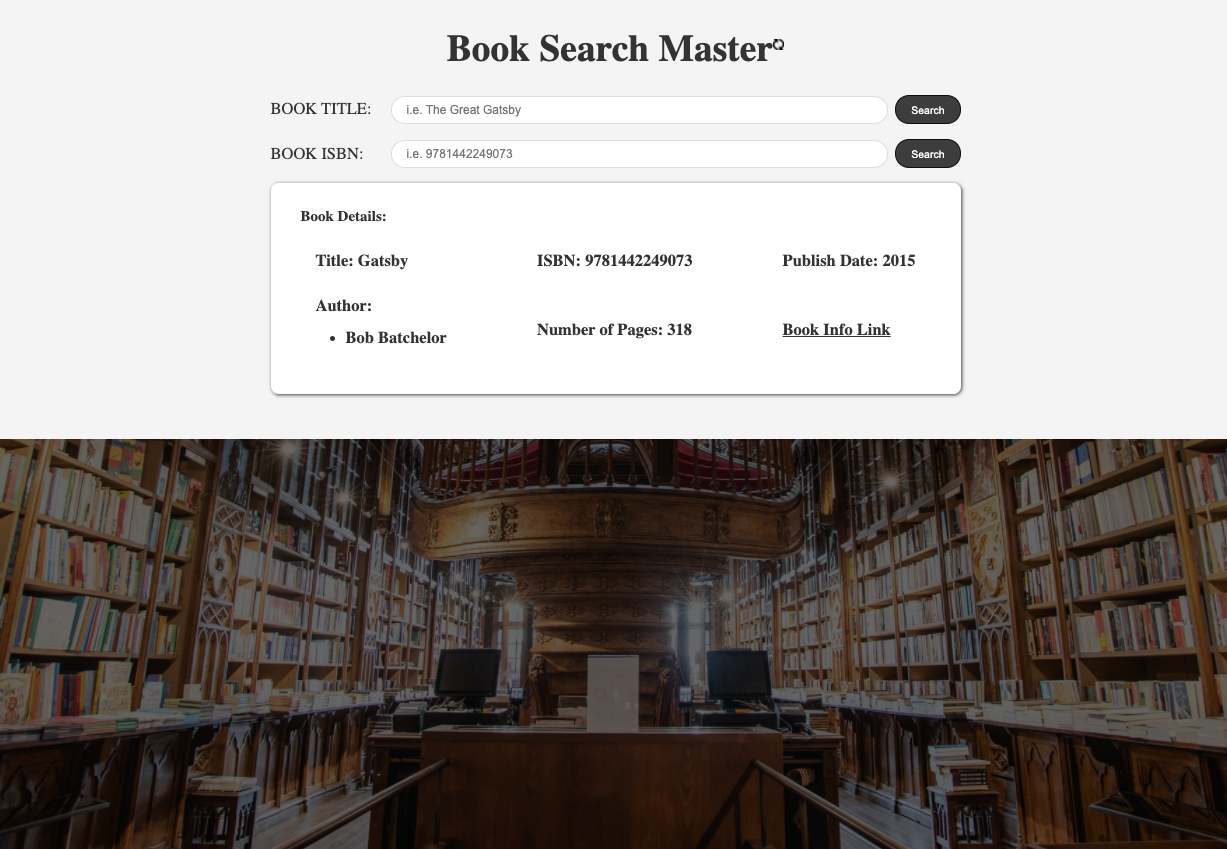 Book Search Master
BOOK TITLE: i.e. The Great Gatsby Search
BOOK ISBN: i.e. 9781442249073 Search
Book Details:
Title: Gatsby ISBN: 9781442249073 Publish Date: 2015
Author:
• Bob Batchelor
Number of Pages: 318 Book Info Link